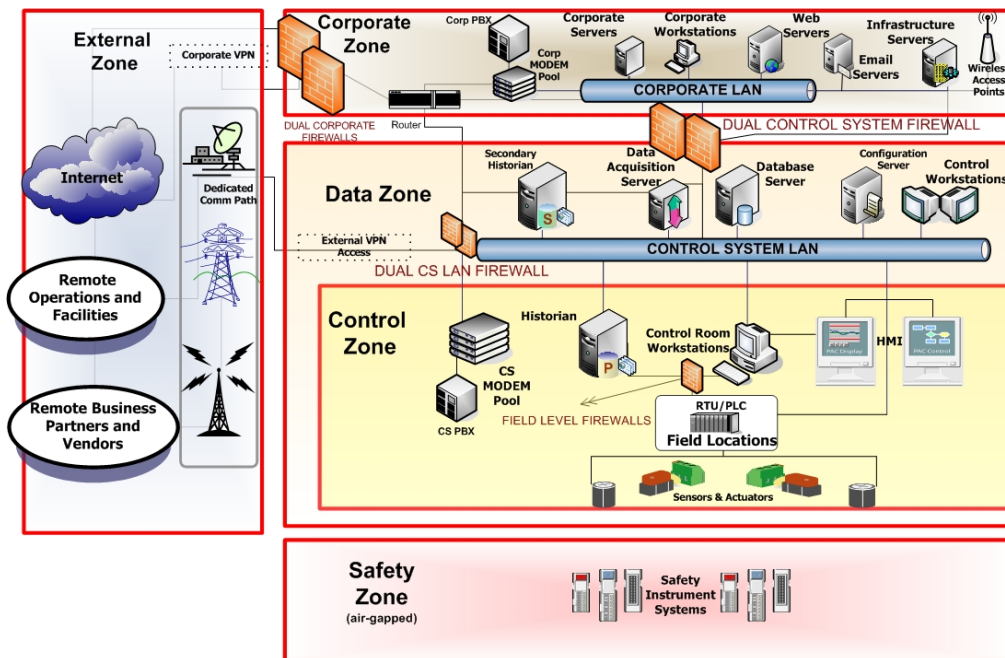 External
Zone
Corporate VPN
Internet
Dedicated
Comm Path
Remote
Operations and
Facilities
Remote Business
Partners and
Vendors
Corporate
Zone
Corp PBX
Corp
MODEM
Pool
Corporate
Servers
Corporate
Workstations
Web
Servers
Email
Servers
Infrastructure
Servers
Wireless
Access
Points
CORPORATE LAN
DUAL CORPORATE
FIREWALLS
Router
DUAL CONTROL SYSTEM FIREWALL
Data Zone
Secondary
Historian
S
Data
Acquisition
Server
Database
Server
Configuration
Server
Control
Workstations
External VPN
Access
CONTROL SYSTEM LAN
DUAL CS LAN FIREWALL
Control
Zone
CS
MODEM
Pool
CS PBX
Historian
P
Control Room
Workstations
PAC Display
HMI
PAC Control
FIELD LEVEL FIREWALLS
RTU/PLC
Field Locations
Sensors & Actuators
Safety
Zone
(air-gapped)
Safety
Instrument
Systems